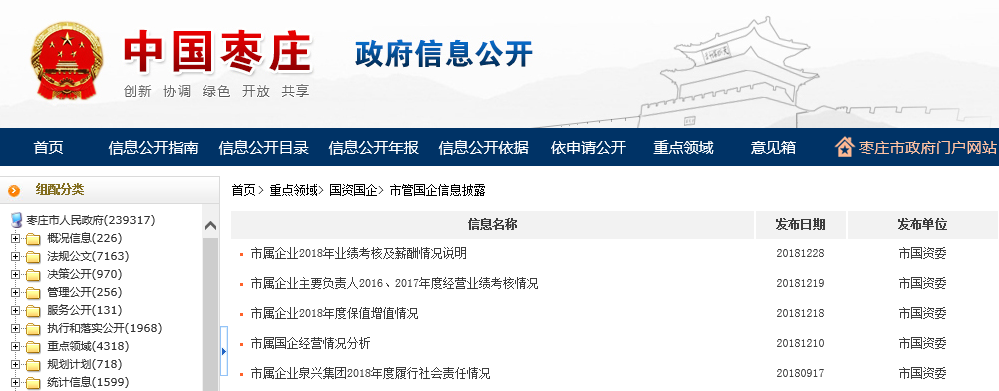 中国枣庄
政府信息公开
创新 协调 绿色 开放 共享
首页 信息公开指南 信息公开目录 信息公开年报 信息公开依据 依申请公开 重点领域 意见箱 枣庄市政府门户网站
组配分类
枣庄市人民政府(239317)
概况信息(226)
法规公文(7163)
决策公开(970)
管理公开(256)
服务公开(131)
执行和落实公开(1968)
重点领域(4318)
规划计划(718)
统计信息(1599)
首页> 重点领域> 国资国企> 市管国企信息披露
信息名称 发布日期 发布单位
市属企业2018年业绩考核及薪酬情况说明 20181228 市国资委
市属企业主要负责人2016、2017年度经营业绩考核情况 20181219 市国资委
市属企业2018年度保值增值情况 20181218 市国资委
市属国企经营情况分析 20181210 市国资委
市属企业泉兴集团2018年度履行社会责任情况 20180917 市国资委